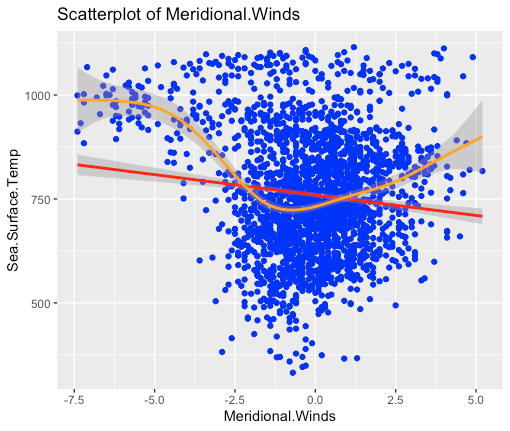 Scatterplot of Meridional.Winds
Sea.Surface.Temp
1000
750
500
-7.5 -5.0 -2.5 0.0 2.5 5.0
Meridional.Winds